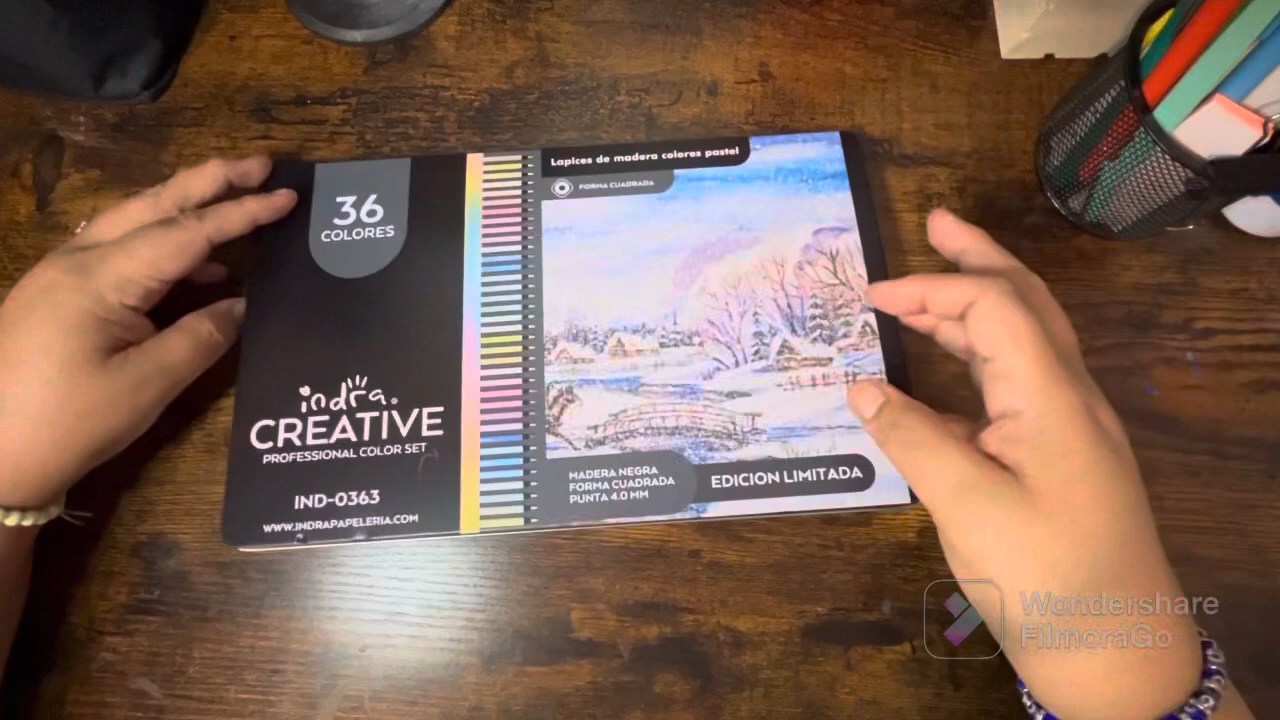 36
COLORES
indra.
CREATIVE
PROFESSIONAL COLOR SET
IND-0363
WWW.INDRAPAPELERIA.COM
Lapices de madera colores pastel
FORMA CUADRADA
MADERA NEGRA
FORMA CUADRADA
PUNTA 4.0 MM
EDICION LIMITADA
Wondershare
FilmoraGo